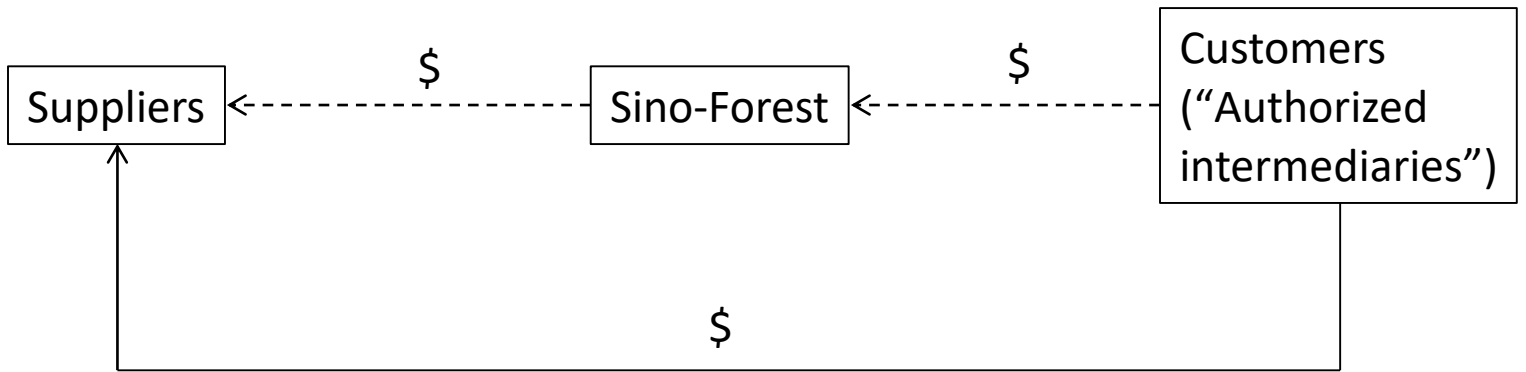 Suppliers
$
Sino-Forest
$
Customers
(“Authorized
intermediaries”)
$